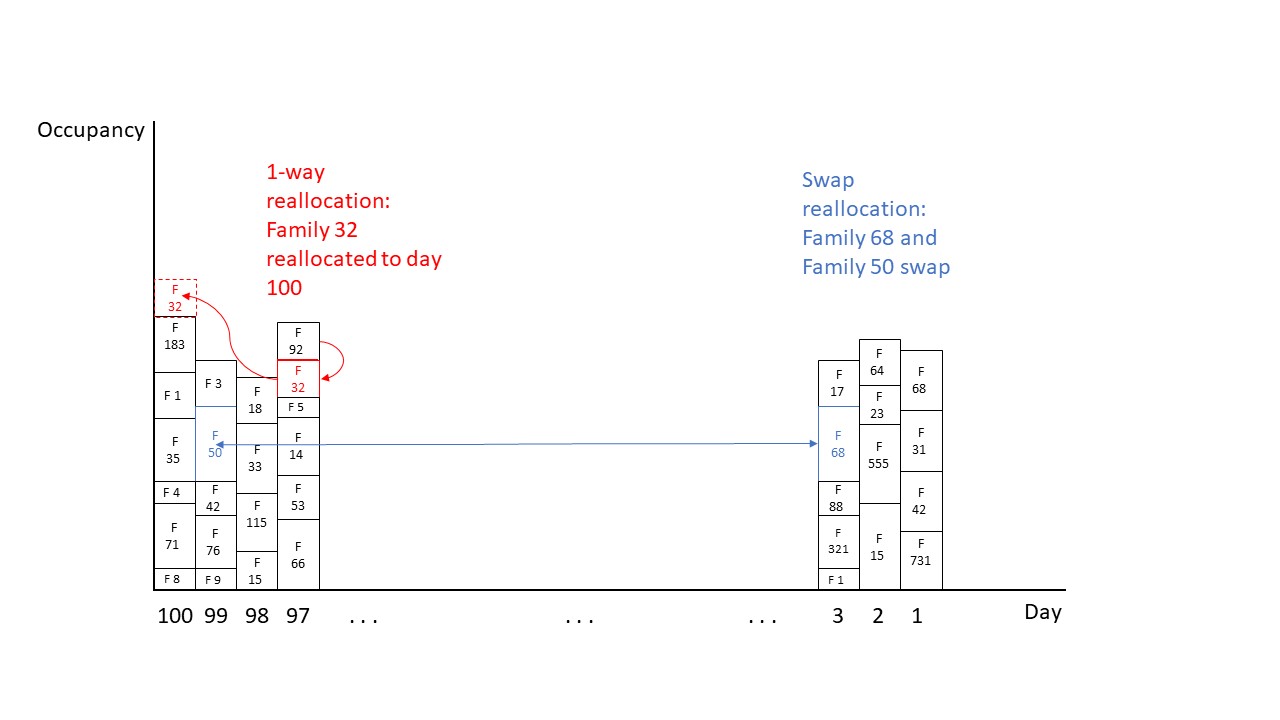 Occupancy
1-way
reallocation:
Family 32
reallocated to day
100
Swap
reallocation:
Family 68 and
Family 50 swap
F
32
F
183
F 1
F
35
F 4
F
71
F 8
F 3
F
50
F
42
F
76
F 9
F
18
F
33
F
115
F
15
F
92
F
32
F 5
F
14
F
53
F
66
F
17
F
68
F
88
F
321
F 1
F
64
F
23
F
555
F
15
F
68
F
31
F
42
F
731
100 99 98 97 . . . . . . . . . 3 2 1 Day